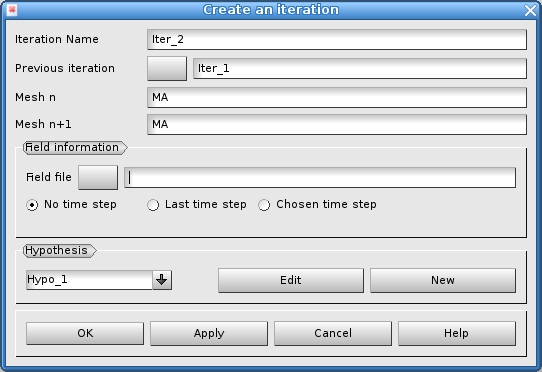 Create an iteration
Iteration Name Iter_2
Previous iteration Iter_1
Mesh n MA
Mesh n+1 MA
Field information
Field file
No time step Last time step Chosen time step
Hypothesis
Hypo_1 Edit New
OK Apply Cancel Help